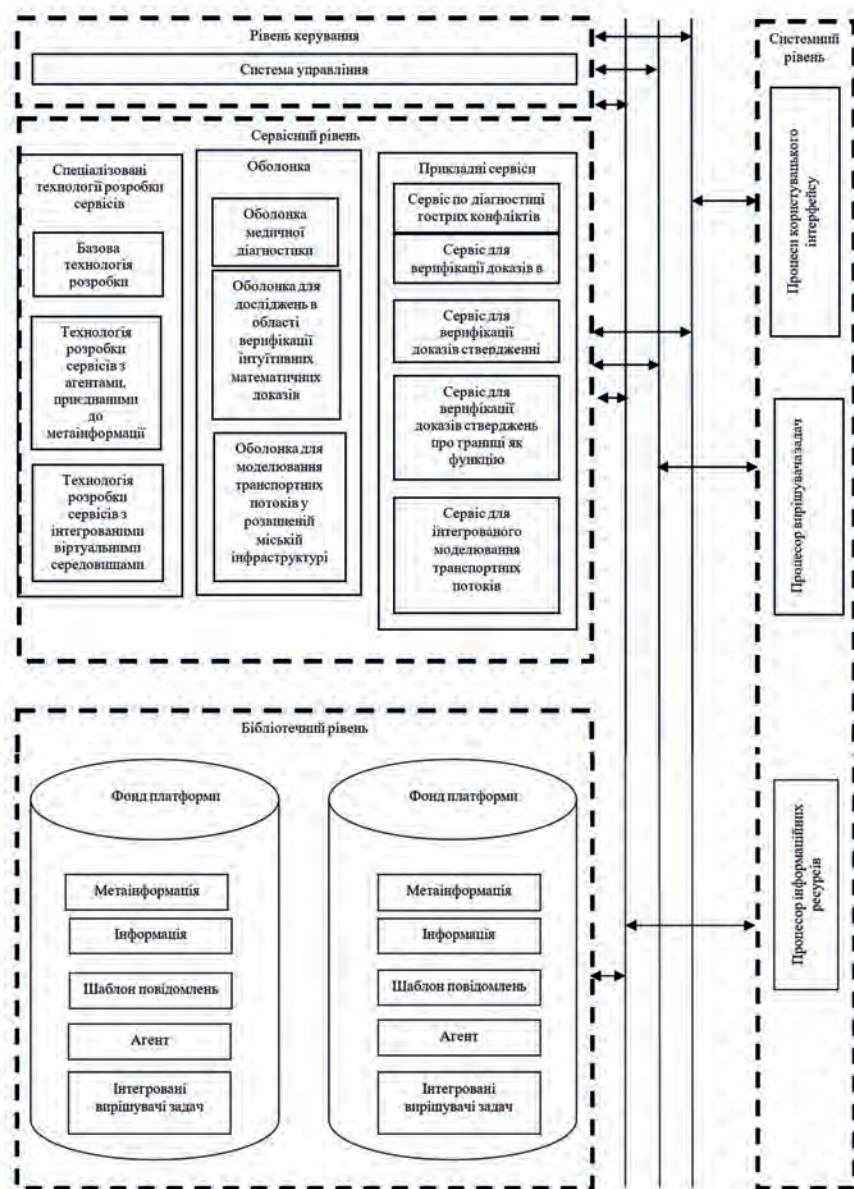 Рівень керування
Система управління
Сервісний рівень
Спеціалізовані
технології розробки
сервісів
Базова
технологія
розробки
Технологія
розробки
сервісів з
агентами,
приєднаними
до
метаінформації
Технологія
розробки
сервісів з
інтегрованими
віртуальними
середовищами
Оболонка
Оболонка
медичної
діагностики
Оболонка для
досліджень в
області
верифікації
інтуїтивних
математичних
доказів
Оболонка для
моделювання
транспортних
потоків у
розвиненій
міській
інфраструктурі
Прикладні сервіси
Сервіс по діагностиці
гострих конфліктів
Сервіс для
верифікації доказів в
Сервіс для
верифікації
доказів ствердженні
Сервіс для
верифікації
доказів стверджень
про границі як
функцію
Сервіс для
інтегрованого
моделювання
транспортних
потоків
Бібліотечний рівень
Фонд платформи
Метаінформація
Інформація
Шаблон повідомлень
Агент
Інтегровані
вирішувачі задач
Фонд платформи
Метаінформація
Інформація
Шаблон повідомлень
Агент
Інтегровані
вирішувачі задач
Системний
рівень
Процеси користувацького
інтерфейсу
Процесор вирішувача задач
Процесор інформаційних
ресурсів